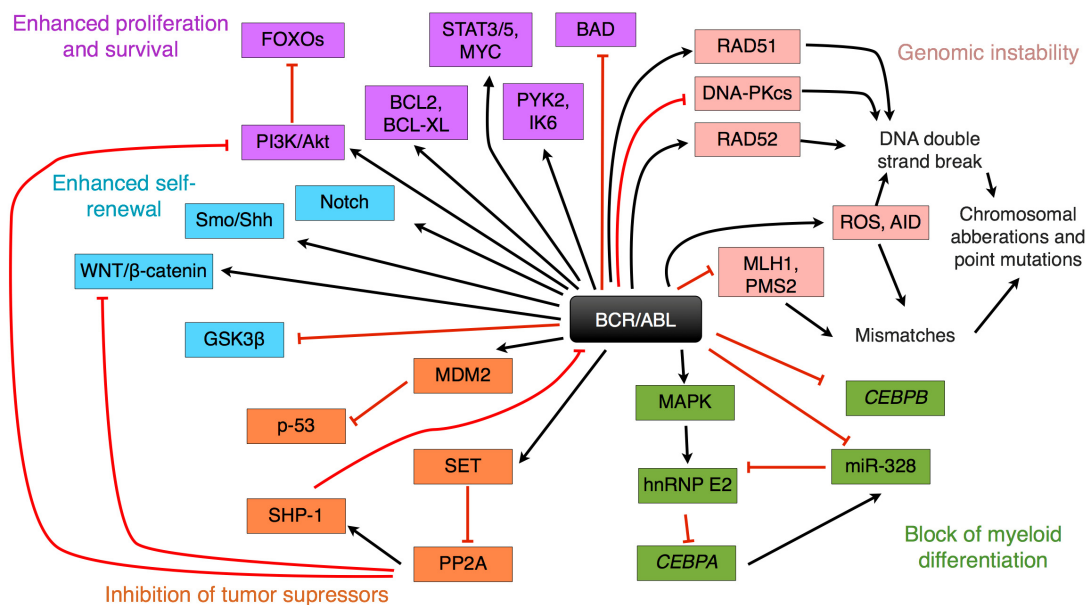 Enhanced proliferation
and survival
FOXOs
STAT3/5,
MYC
BAD
RAD51
Genomic instability
BCL2,
BCL-XL
PYK2,
IK6
DNA-PKcs
PI3K/Akt
RAD52
DNA double
strand break
Enhanced self-
renewal
Notch
Smo/Shh
ROS, AID
Chromosomal
abberations and
point mutations
WNT/β-catenin
MLH1,
PMS2
BCR/ABL
GSK3β
Mismatches
MDM2
MAPK
CEBPB
p-53
SET
miR-328
hnRNP E2
SHP-1
PP2A
CEBPA
Block of myeloid
differentiation
Inhibition of tumor supressors